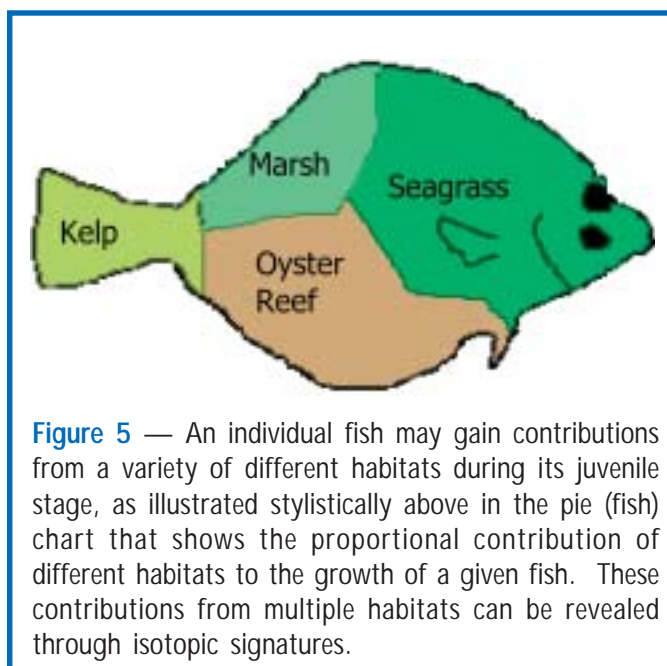 Marsh
Seagrass
Kelp
Oyster
Reef
Figure 5 — An individual fish may gain contributions
from a variety of different habitats during its juvenile
stage, as illustrated stylistically above in the pie (fish)
chart that shows the proportional contribution of
different habitats to the growth of a given fish. These
contributions from multiple habitats can be revealed
through isotopic signatures.